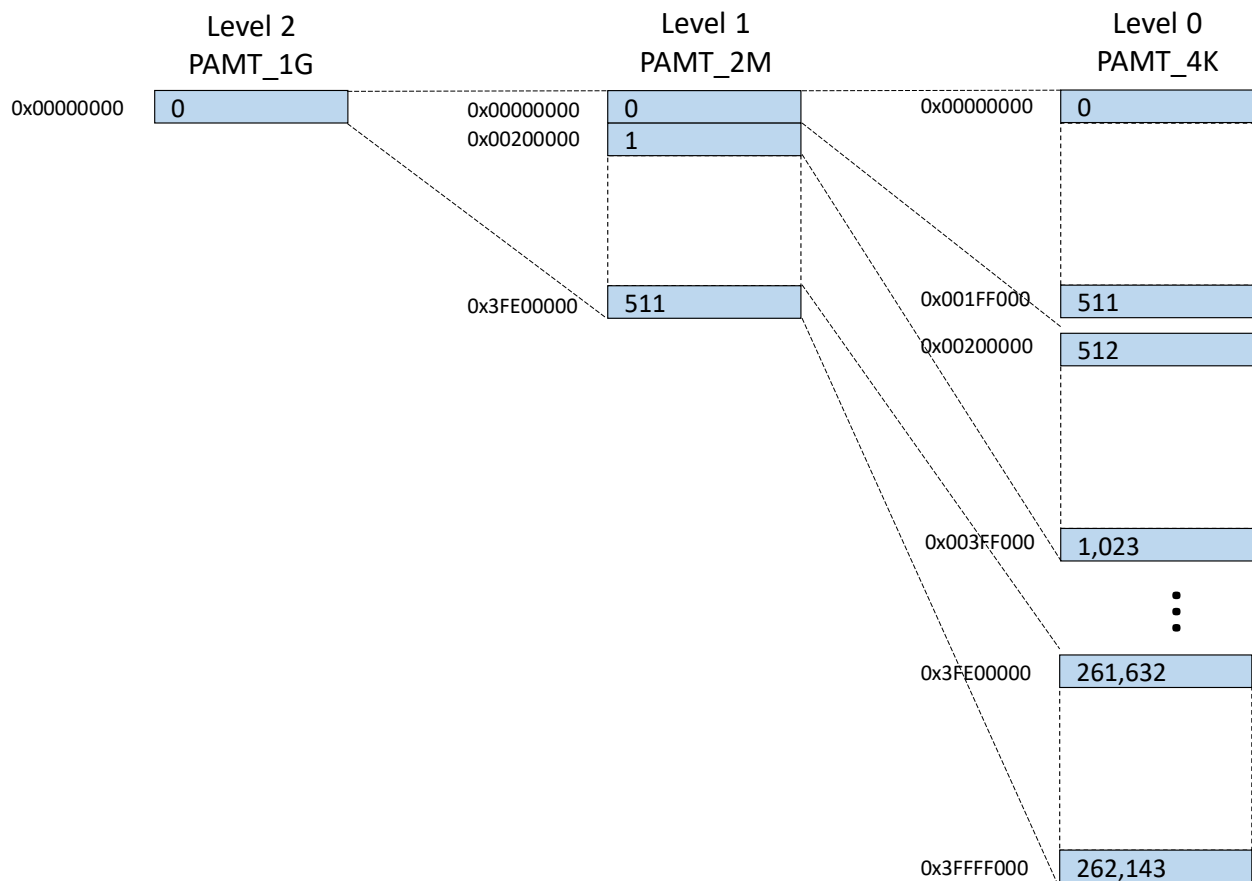 Level 2
PAMT_1G
Level 1
PAMT_2M
Level 0
PAMT_4K
0x00000000
0
0x00000000
0
0x00200000
1
0x3FE00000
511
0x00000000
0
0x001FF000
511
0x00200000
512
0x003FF000
1,023
0x3FE00000
261,632
0x3FFFF000
262,143